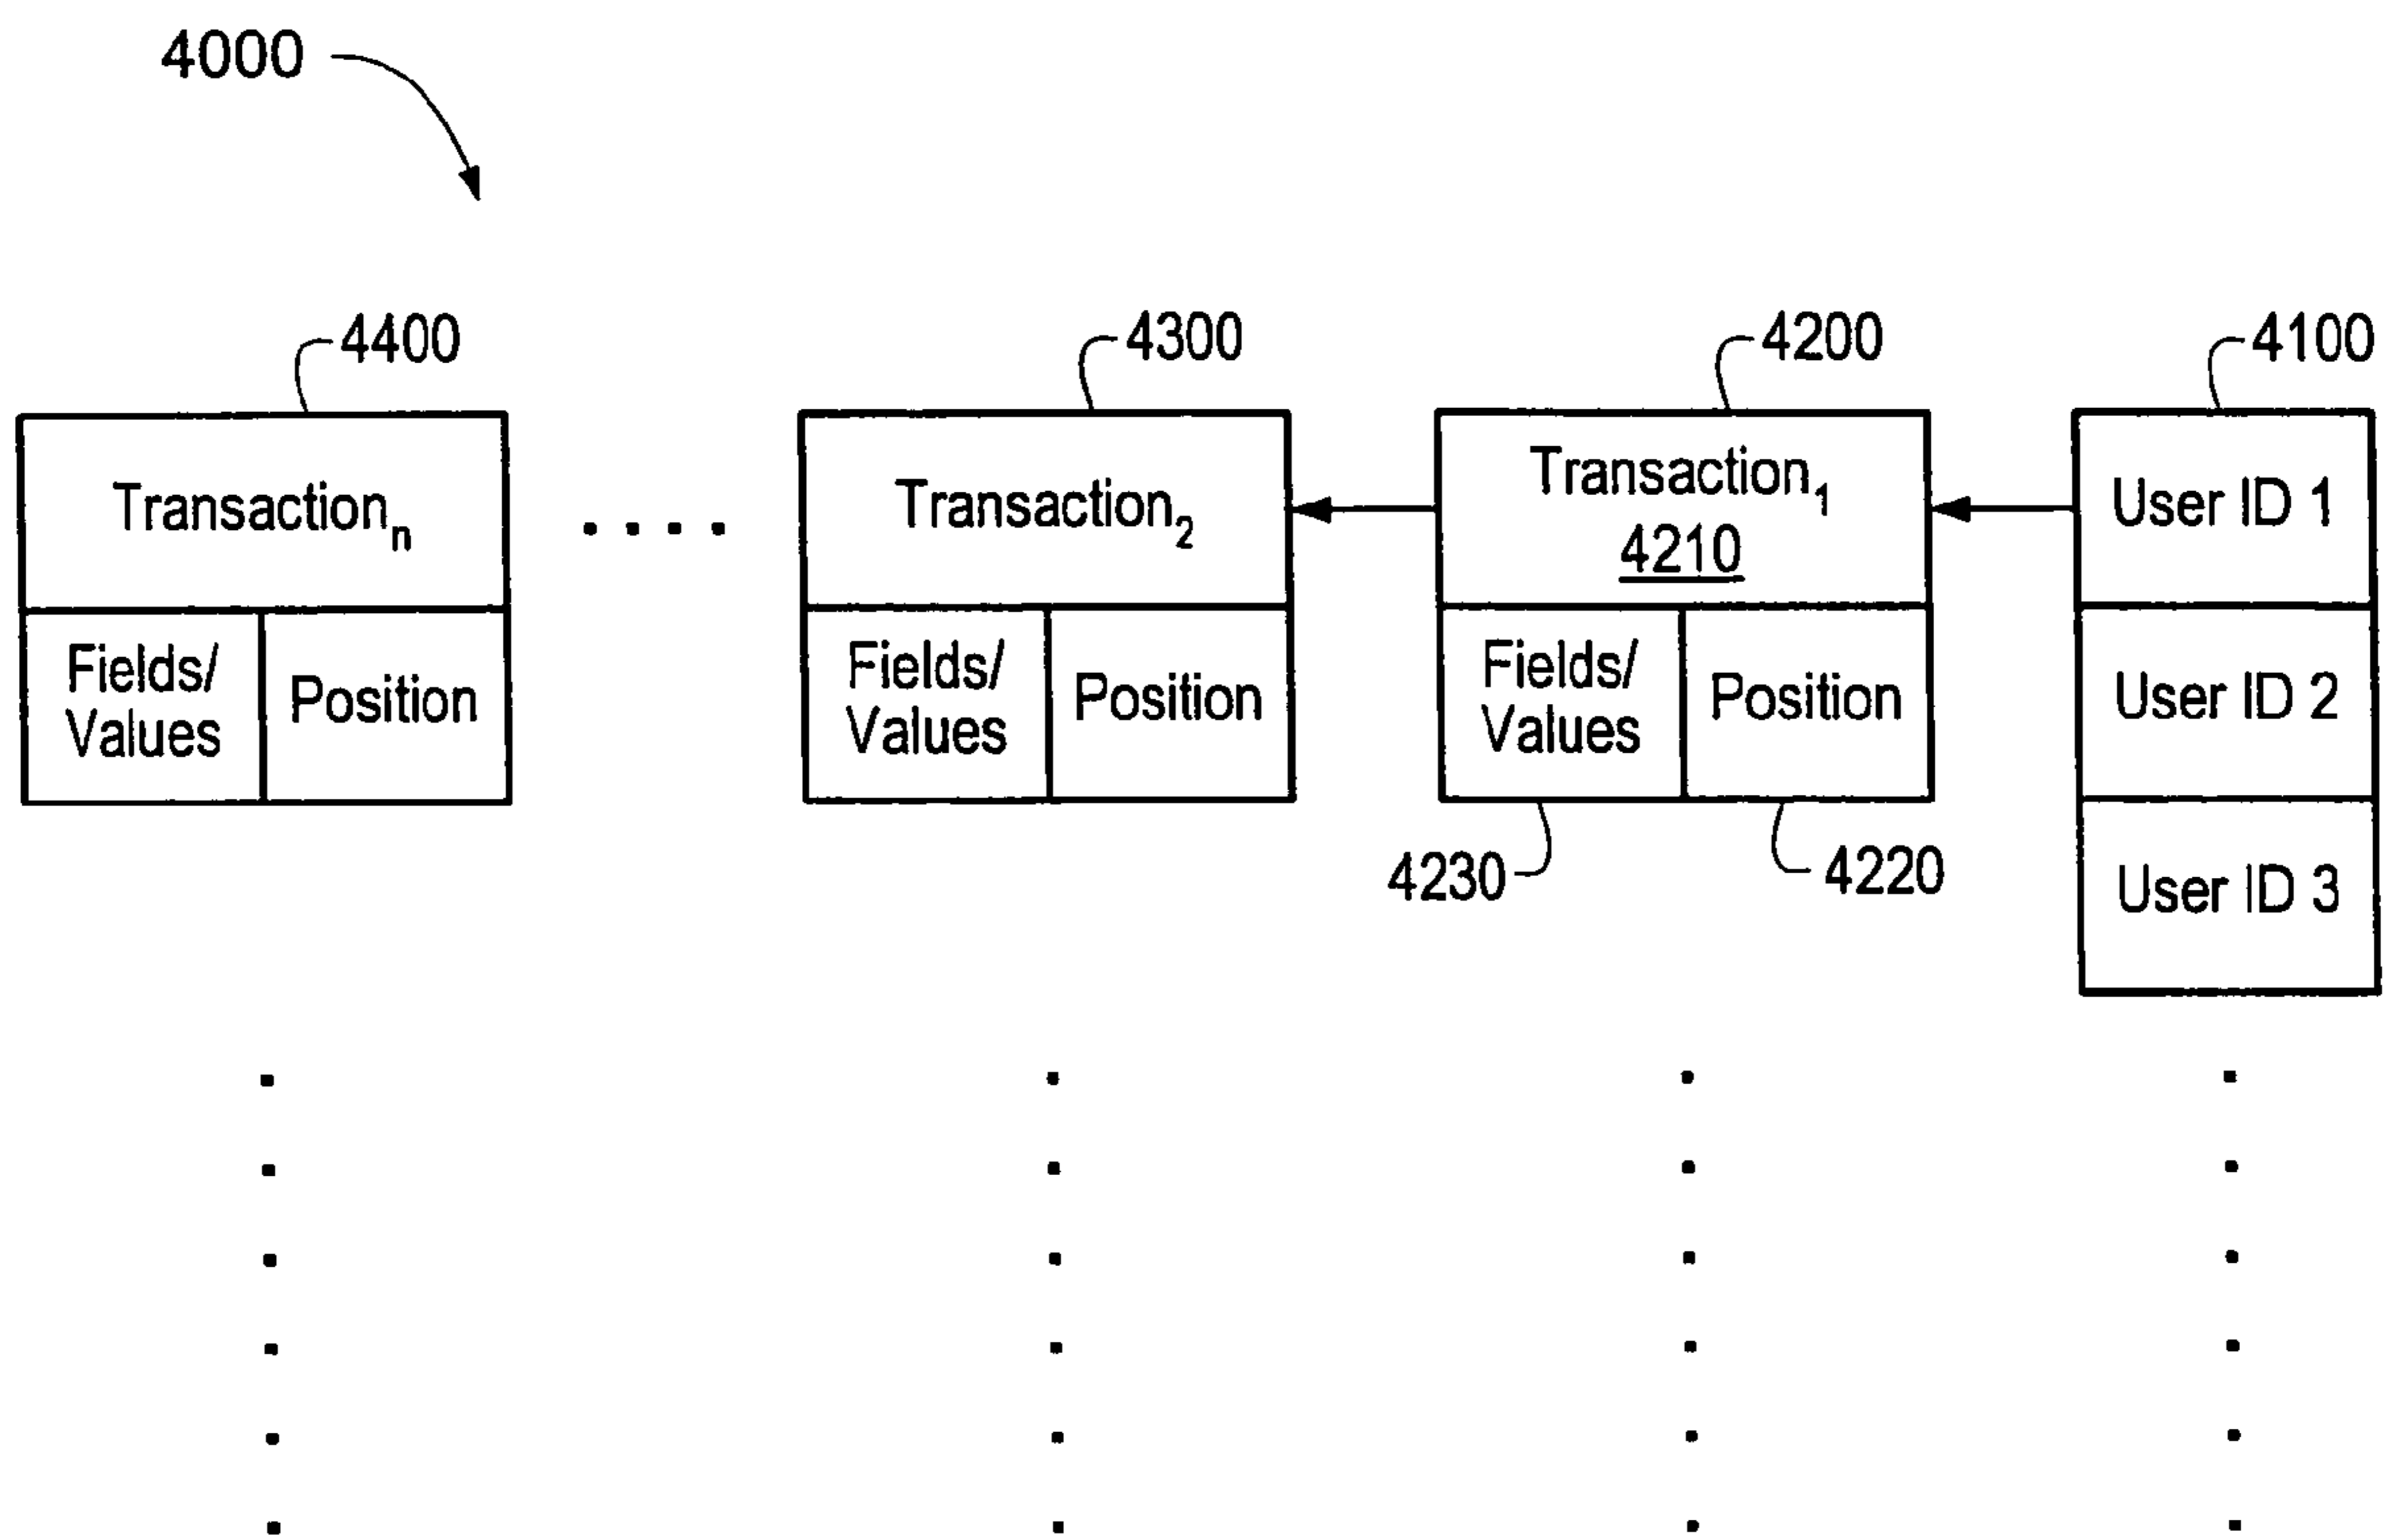 4000
4400
4300
4200
4100
Transactionₙ
Transaction₂
Transaction₁
4210
User ID 1
Fields/
Values
Position
Fields/
Values
Position
Fields/
Values
Position
User ID 2
4230
4220
User ID 3